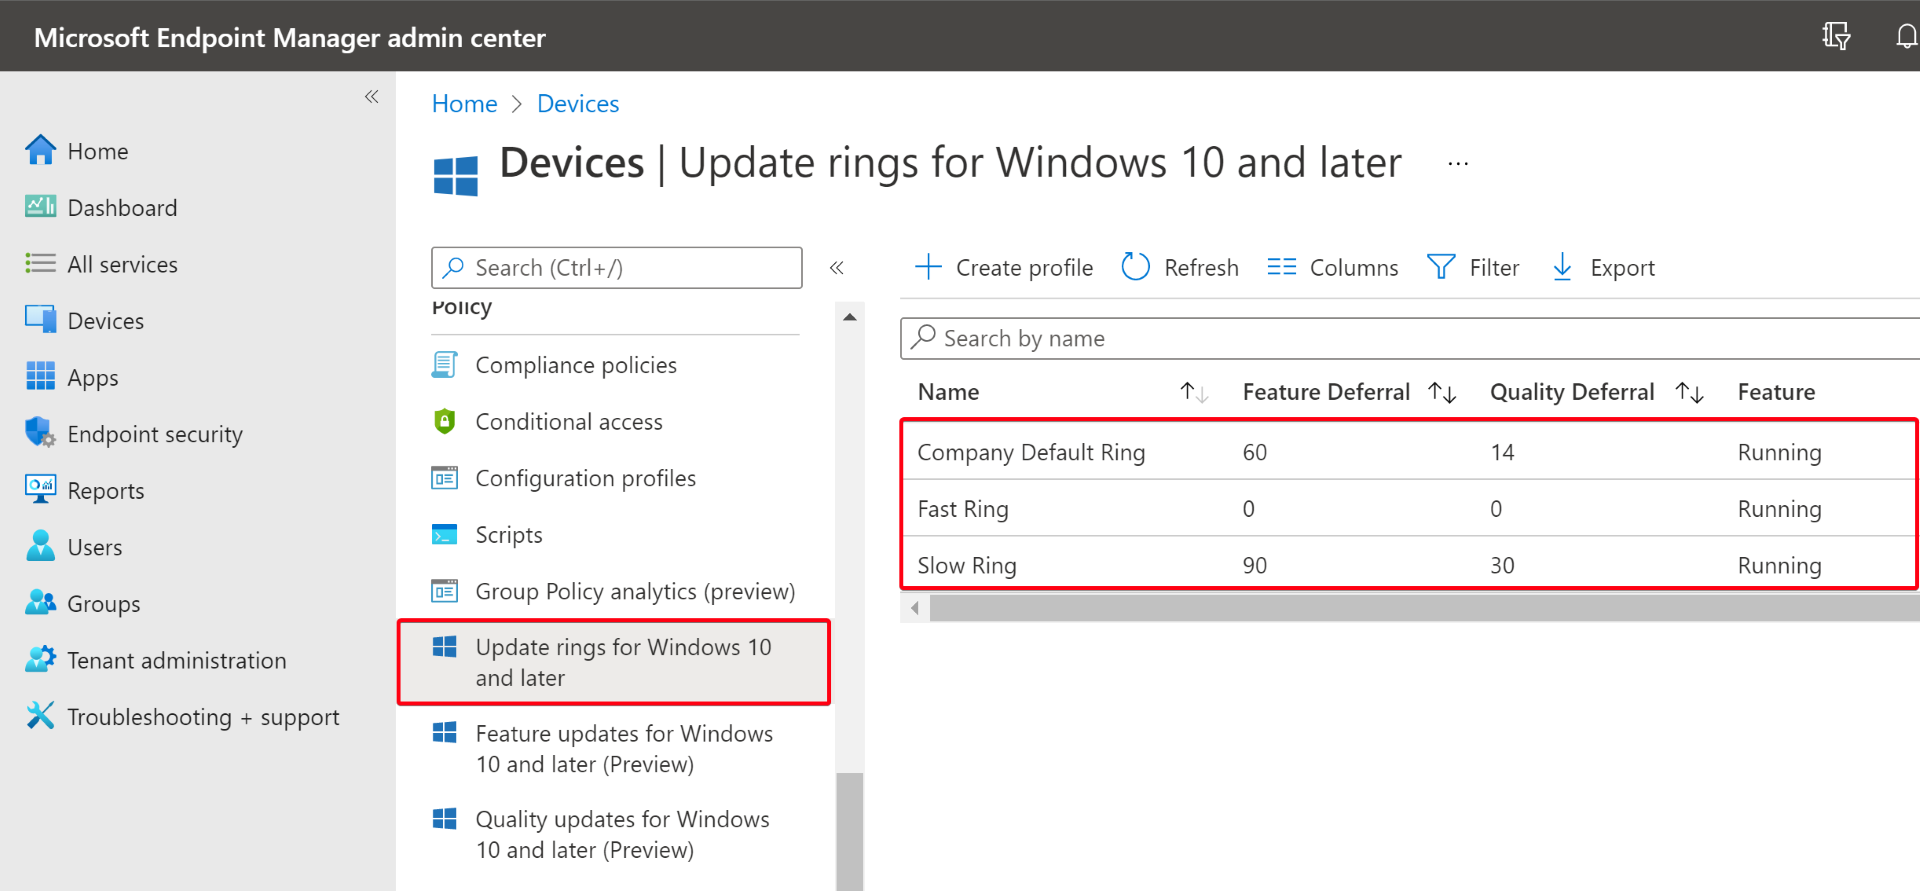 Microsoft Endpoint Manager admin center
Home
Dashboard
All services
Devices
Apps
Endpoint security
Reports
Users
Groups
Tenant administration
Troubleshooting + support
Home > Devices
Devices | Update rings for Windows 10 and later ...
Search (Ctrl+/)
Policy
Compliance policies
Conditional access
Configuration profiles
Scripts
Group Policy analytics (preview)
Update rings for Windows 10
and later
Feature updates for Windows
10 and later (Preview)
Quality updates for Windows
10 and later (Preview)
Create profile Refresh Columns Filter Export
Search by name
Name Feature Deferral Quality Deferral Feature
Company Default Ring 60 14 Running
Fast Ring 0 0 Running
Slow Ring 90 30 Running